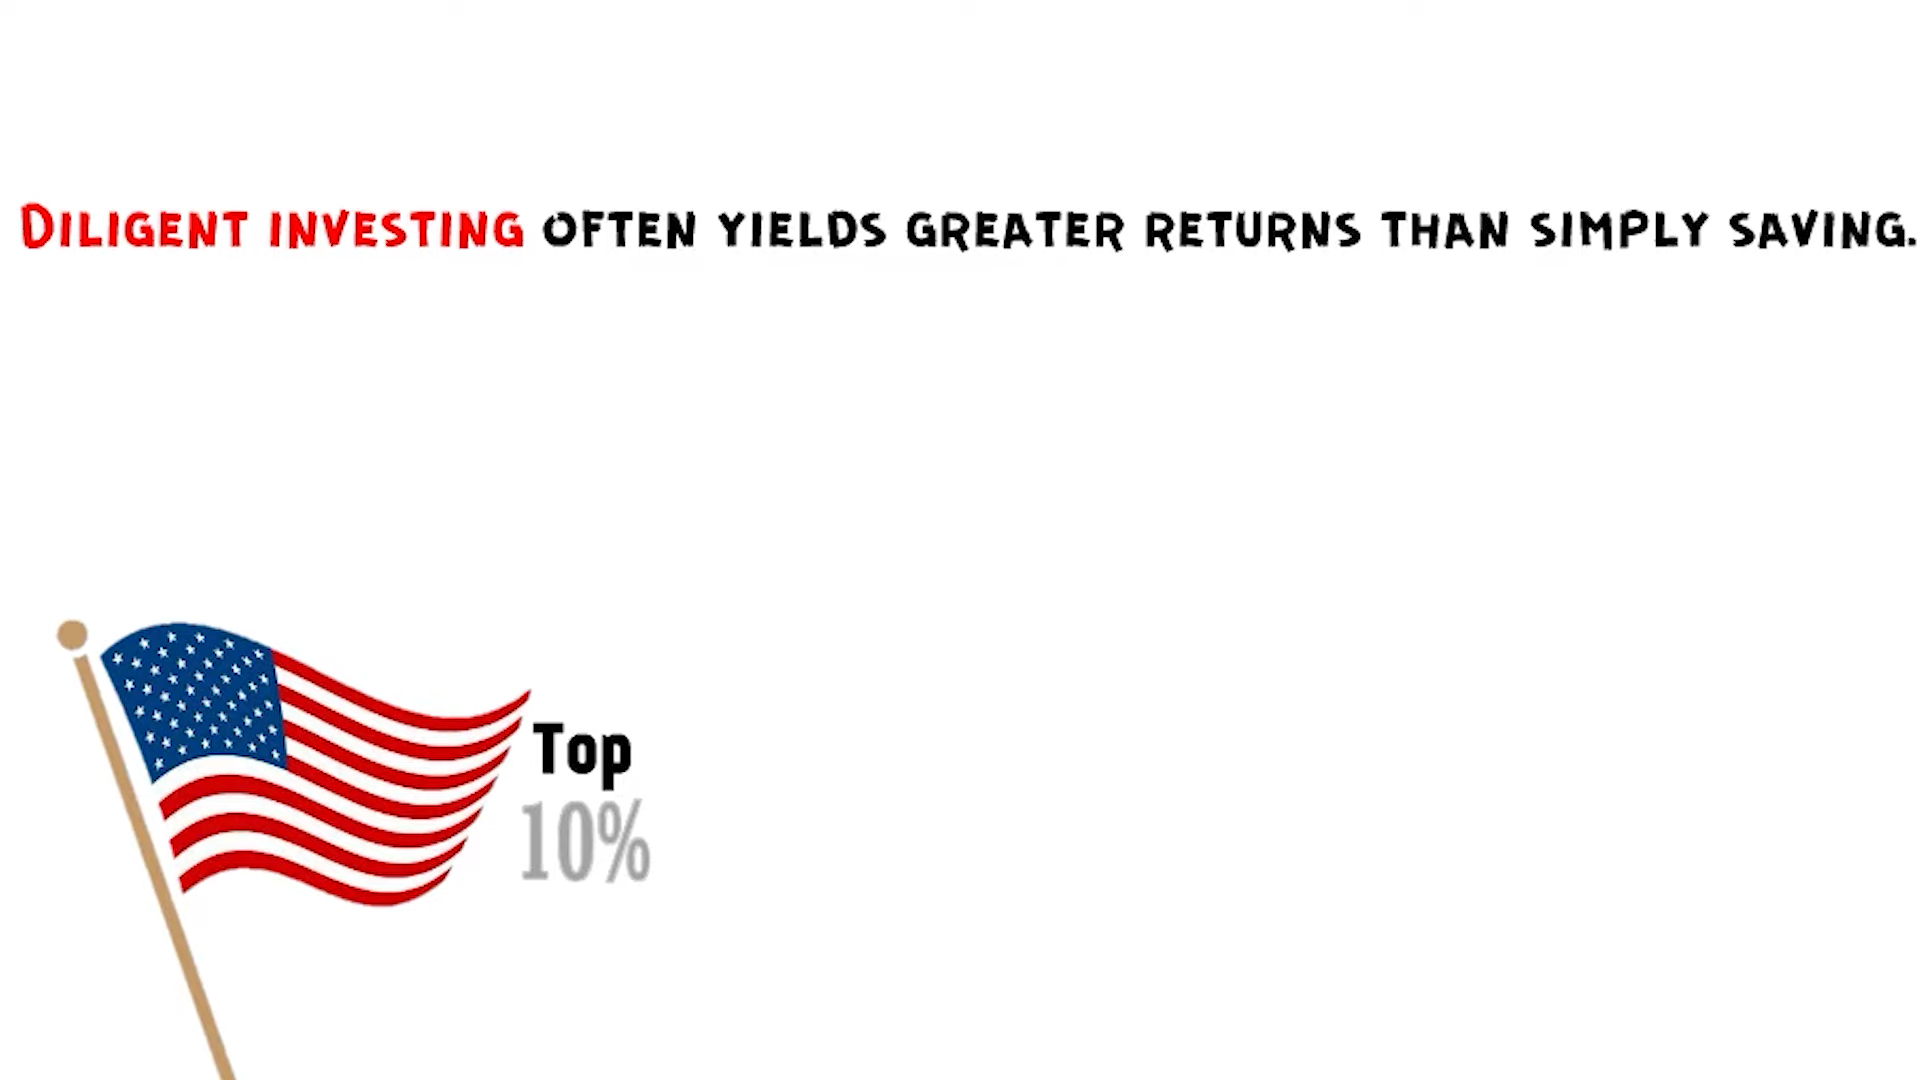 Diligent investing often yields greater returns than simply saving.
Top
10%